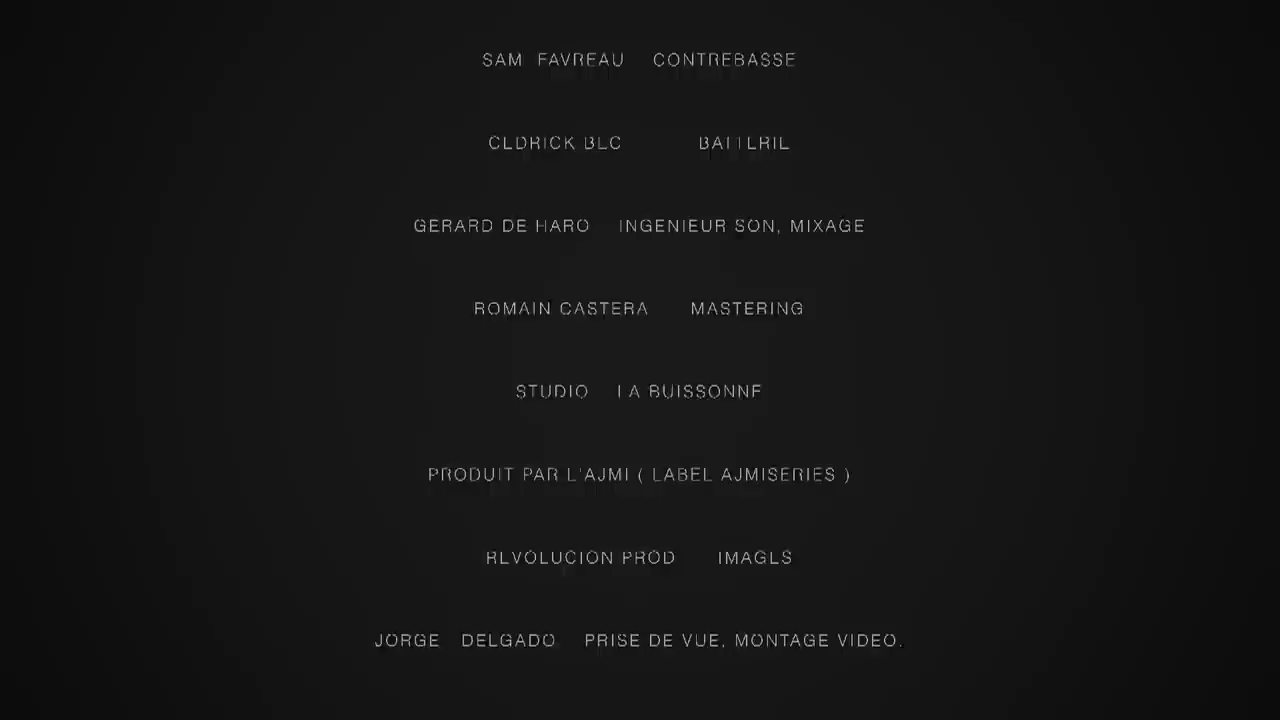 SAM FAVREAU CONTREBASSE
CEDRICK BEC BATTERIE
GERARD DE HARO INGENIEUR SON, MIXAGE
ROMAIN CASTERA MASTERING
STUDIO LA BUISSONNE
PRODUIT PAR L'AJMI ( LABEL AJMISERIES )
REVOLUCION PROD IMAGES
JORGE DELGADO PRISE DE VUE, MONTAGE VIDEO.